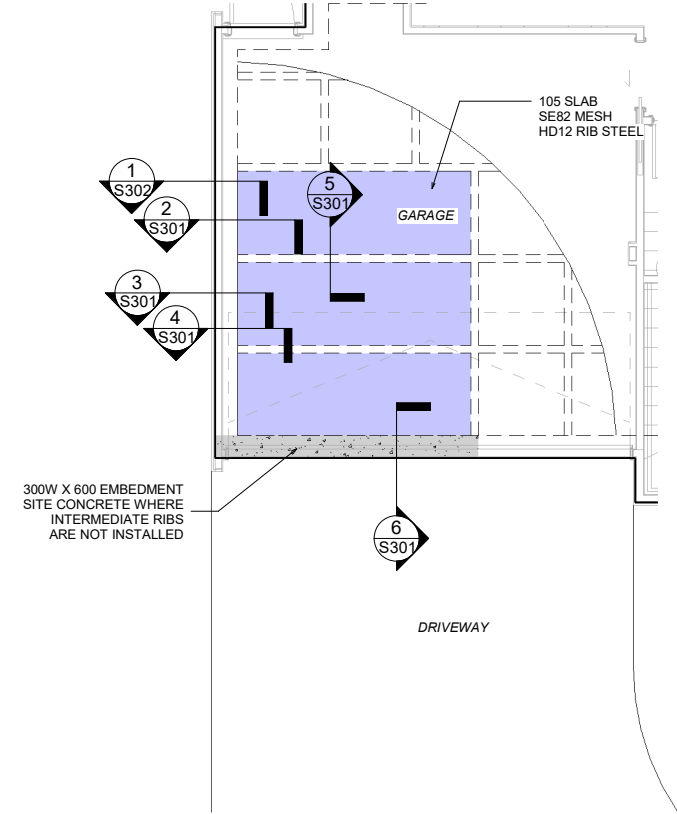 105 SLAB
SE82 MESH
HD12 RIB STEEL
1
S302
5
S301
2
S301
GARAGE
3
S301
4
S301
300W X 600 EMBEDMENT
SITE CONCRETE WHERE
INTERMEDIATE RIBS
ARE NOT INSTALLED
6
S301
DRIVEWAY